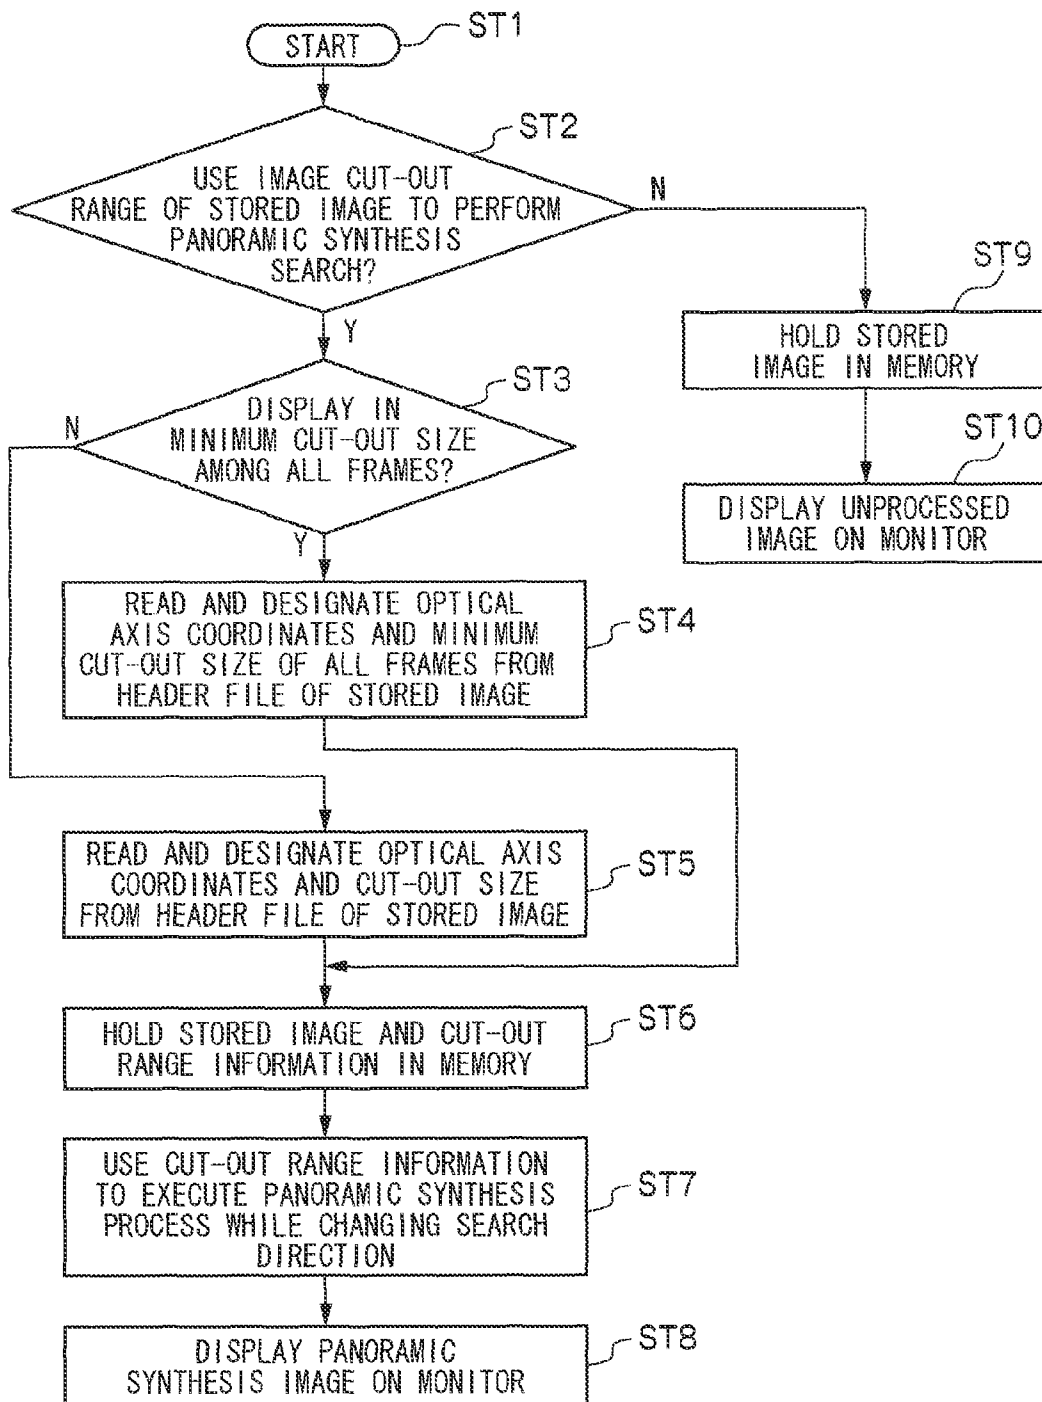 START
ST1
ST2
USE IMAGE CUT-OUT
RANGE OF STORED IMAGE TO PERFORM
PANORAMIC SYNTHESIS
SEARCH?
N
Y
ST9
HOLD STORED
IMAGE IN MEMORY
ST10
DISPLAY UNPROCESSED
IMAGE ON MONITOR
ST3
DISPLAY IN
MINIMUM CUT-OUT SIZE
AMONG ALL FRAMES?
N
Y
READ AND DESIGNATE OPTICAL
AXIS COORDINATES AND MINIMUM
CUT-OUT SIZE OF ALL FRAMES FROM
HEADER FILE OF STORED IMAGE
ST4
READ AND DESIGNATE OPTICAL AXIS
COORDINATES AND CUT-OUT SIZE
FROM HEADER FILE OF STORED IMAGE
ST5
HOLD STORED IMAGE AND CUT-OUT
RANGE INFORMATION IN MEMORY
ST6
USE CUT-OUT RANGE INFORMATION
TO EXECUTE PANORAMIC SYNTHESIS
PROCESS WHILE CHANGING SEARCH
DIRECTION
ST7
DISPLAY PANORAMIC
SYNTHESIS IMAGE ON MONITOR
ST8